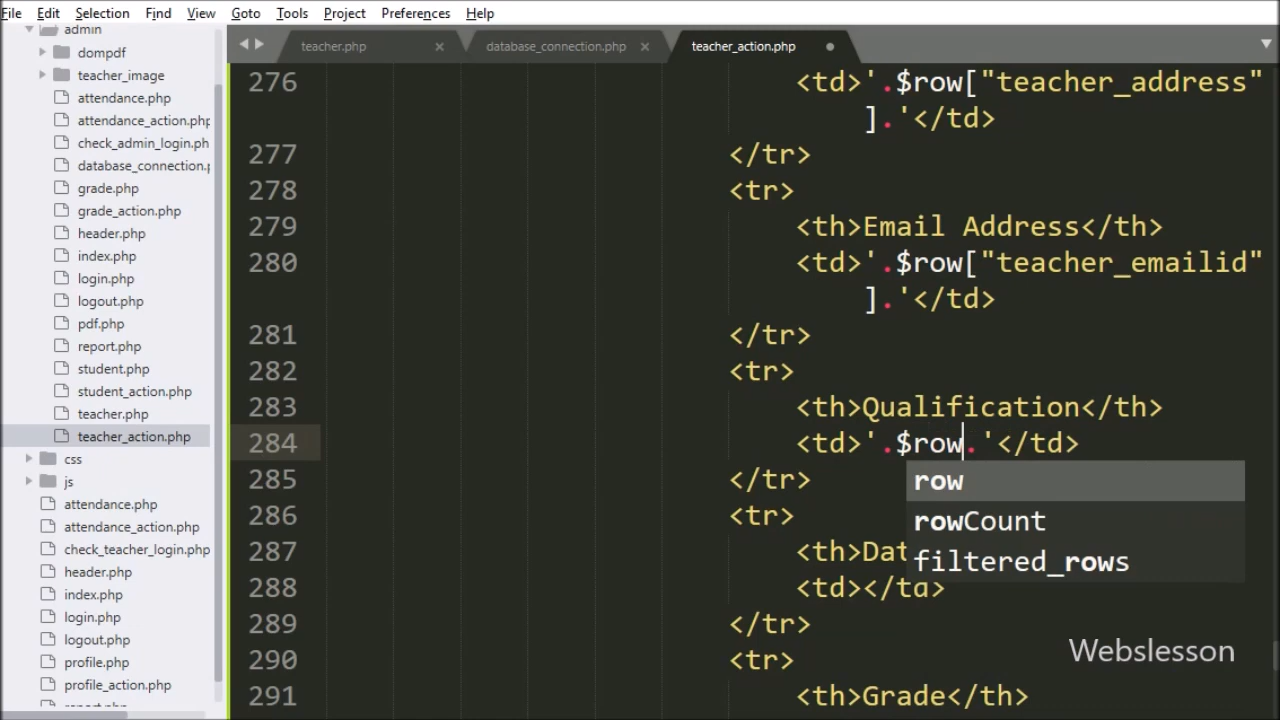 File Edit Selection Find View Goto Tools Project Preferences Help
admin
dompdf
teacher_image
attendance.php
attendance_action.php
check_admin_login.ph
database_connection.p
grade.php
grade_action.php
header.php
index.php
login.php
logout.php
pdf.php
report.php
student.php
student_action.php
teacher.php
teacher_action.php
css
js
attendance.php
attendance_action.php
check_teacher_login.php
header.php
index.php
login.php
logout.php
profile.php
profile_action.php
report.php
teacher.php × database_connection.php × teacher_action.php
276 <td>'.$row["teacher_address"
].'</td>
277 </tr>
278 <tr>
279 <th>Email Address</th>
280 <td>'.$row["teacher_emailid"
].'</td>
281 </tr>
282 <tr>
283 <th>Qualification</th>
284 <td>'.$row.'</td>
285 </tr>
row
286 <tr>
rowCount
287 <th>Dat
filtered_rows
288 <td></td>
289 </tr>
290 <tr>
291 <th>Grade</th>
Webslesson